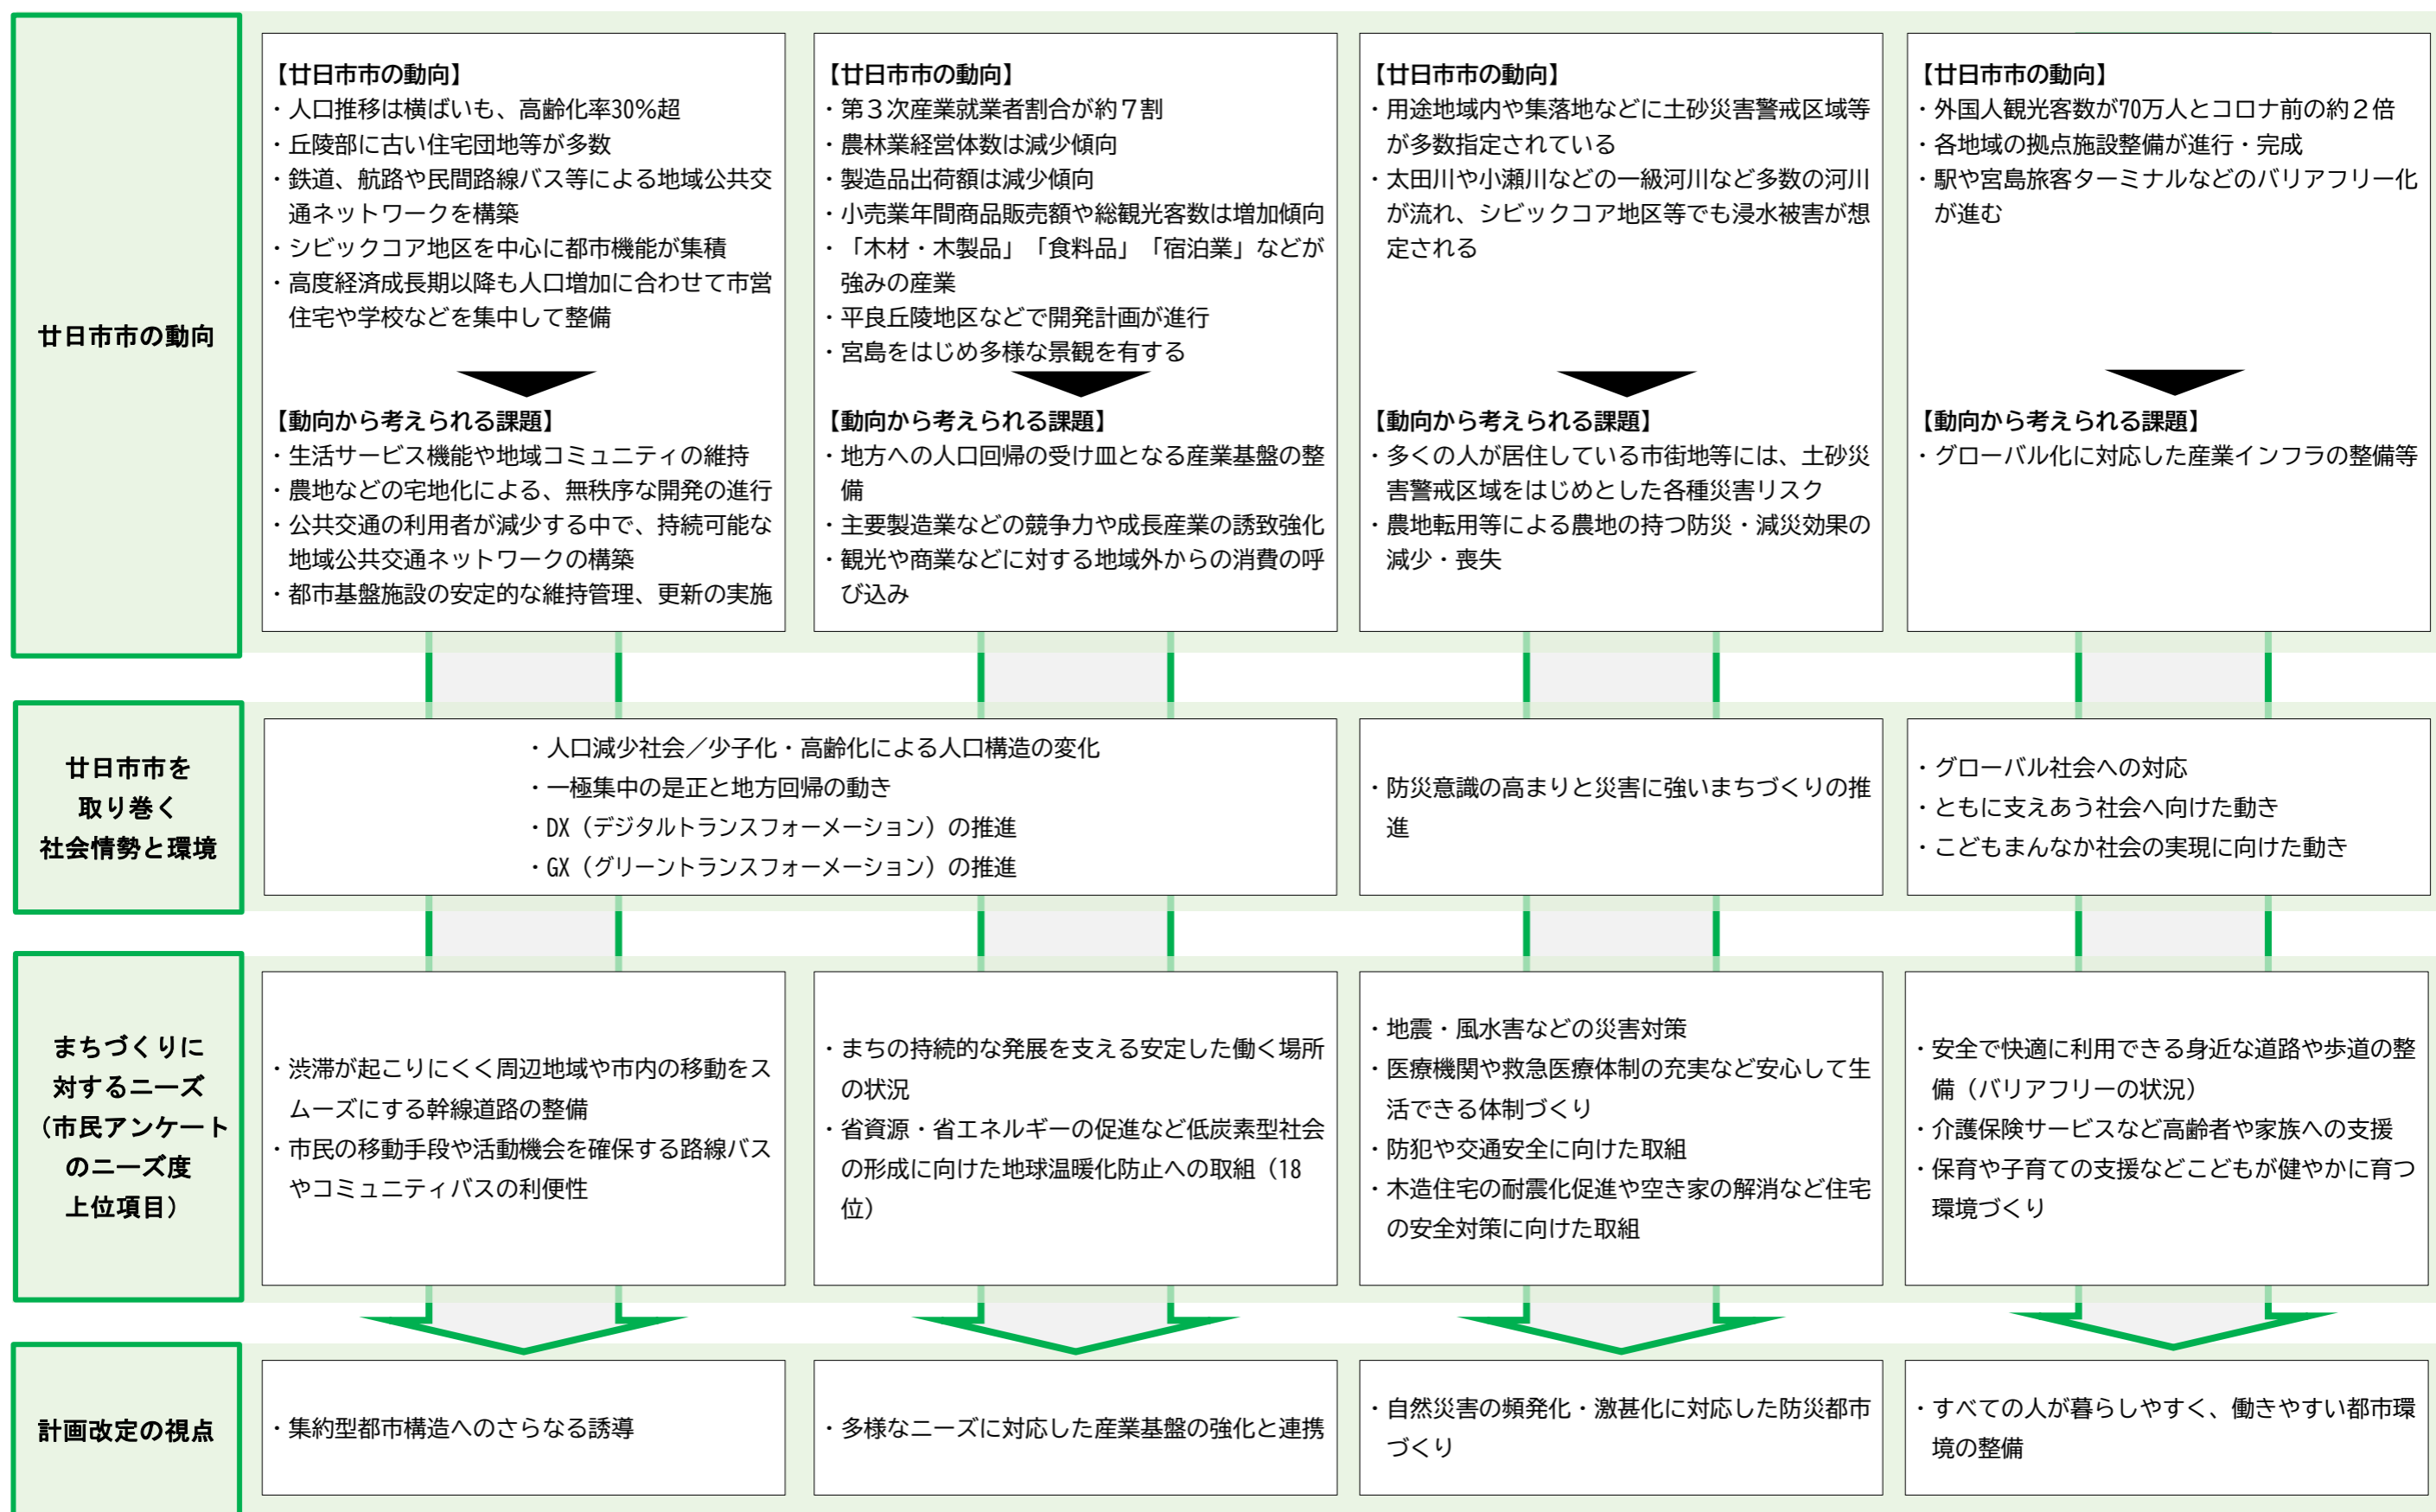 廿日市市の動向
【廿日市市の動向】
・人口推移は横ばいも、高齢化率30%超
・丘陵部に古い住宅団地等が多数
・鉄道、航路や民間路線バス等による地域公共交
通ネットワークを構築
・シビックコア地区を中心に都市機能が集積
・高度経済成長期以降も人口増加に合わせて市営
住宅や学校などを集中して整備
【動向から考えられる課題】
・生活サービス機能や地域コミュニティの維持
・農地などの宅地化による、無秩序な開発の進行
・公共交通の利用者が減少する中で、持続可能な
地域公共交通ネットワークの構築
・都市基盤施設の安定的な維持管理、更新の実施
【廿日市市の動向】
・第３次産業就業者割合が約７割
・農林業経営体数は減少傾向
・製造品出荷額は減少傾向
・小売業年間商品販売額や総観光客数は増加傾向
・「木材・木製品」「食料品」「宿泊業」などが
強みの産業
・平良丘陵地区などで開発計画が進行
・宮島をはじめ多様な景観を有する
【動向から考えられる課題】
・地方への人口回帰の受け皿となる産業基盤の整
備
・主要製造業などの競争力や成長産業の誘致強化
・観光や商業などに対する地域外からの消費の呼
び込み
【廿日市市の動向】
・用途地域内や集落地などに土砂災害警戒区域等
が多数指定されている
・太田川や小瀬川などの一級河川など多数の河川
が流れ、シビックコア地区等でも浸水被害が想
定される
【動向から考えられる課題】
・多くの人が居住している市街地等には、土砂災
害警戒区域をはじめとした各種災害リスク
・農地転用等による農地の持つ防災・減災効果の
減少・喪失
【廿日市市の動向】
・外国人観光客数が70万人とコロナ前の約２倍
・各地域の拠点施設整備が進行・完成
・駅や宮島旅客ターミナルなどのバリアフリー化
が進む
【動向から考えられる課題】
・グローバル化に対応した産業インフラの整備等
廿日市市を
取り巻く
社会情勢と環境
・人口減少社会／少子化・高齢化による人口構造の変化
・一極集中の是正と地方回帰の動き
・DX（デジタルトランスフォーメーション）の推進
・GX（グリーントランスフォーメーション）の推進
・防災意識の高まりと災害に強いまちづくりの推
進
・グローバル社会への対応
・ともに支えあう社会へ向けた動き
・こどもまんなか社会の実現に向けた動き
まちづくりに
対するニーズ
（市民アンケート
のニーズ度
上位項目）
・渋滞が起こりにくく周辺地域や市内の移動をス
ムーズにする幹線道路の整備
・市民の移動手段や活動機会を確保する路線バス
やコミュニティバスの利便性
・まちの持続的な発展を支える安定した働く場所
の状況
・省資源・省エネルギーの促進など低炭素型社会
の形成に向けた地球温暖化防止への取組（18
位）
・地震・風水害などの災害対策
・医療機関や救急医療体制の充実など安心して生
活できる体制づくり
・防犯や交通安全に向けた取組
・木造住宅の耐震化促進や空き家の解消など住宅
の安全対策に向けた取組
・安全で快適に利用できる身近な道路や歩道の整
備（バリアフリーの状況）
・介護保険サービスなど高齢者や家族への支援
・保育や子育ての支援などこどもが健やかに育つ
環境づくり
計画改定の視点
・集約型都市構造へのさらなる誘導
・多様なニーズに対応した産業基盤の強化と連携
・自然災害の頻発化・激甚化に対応した防災都市
づくり
・すべての人が暮らしやすく、働きやすい都市環
境の整備